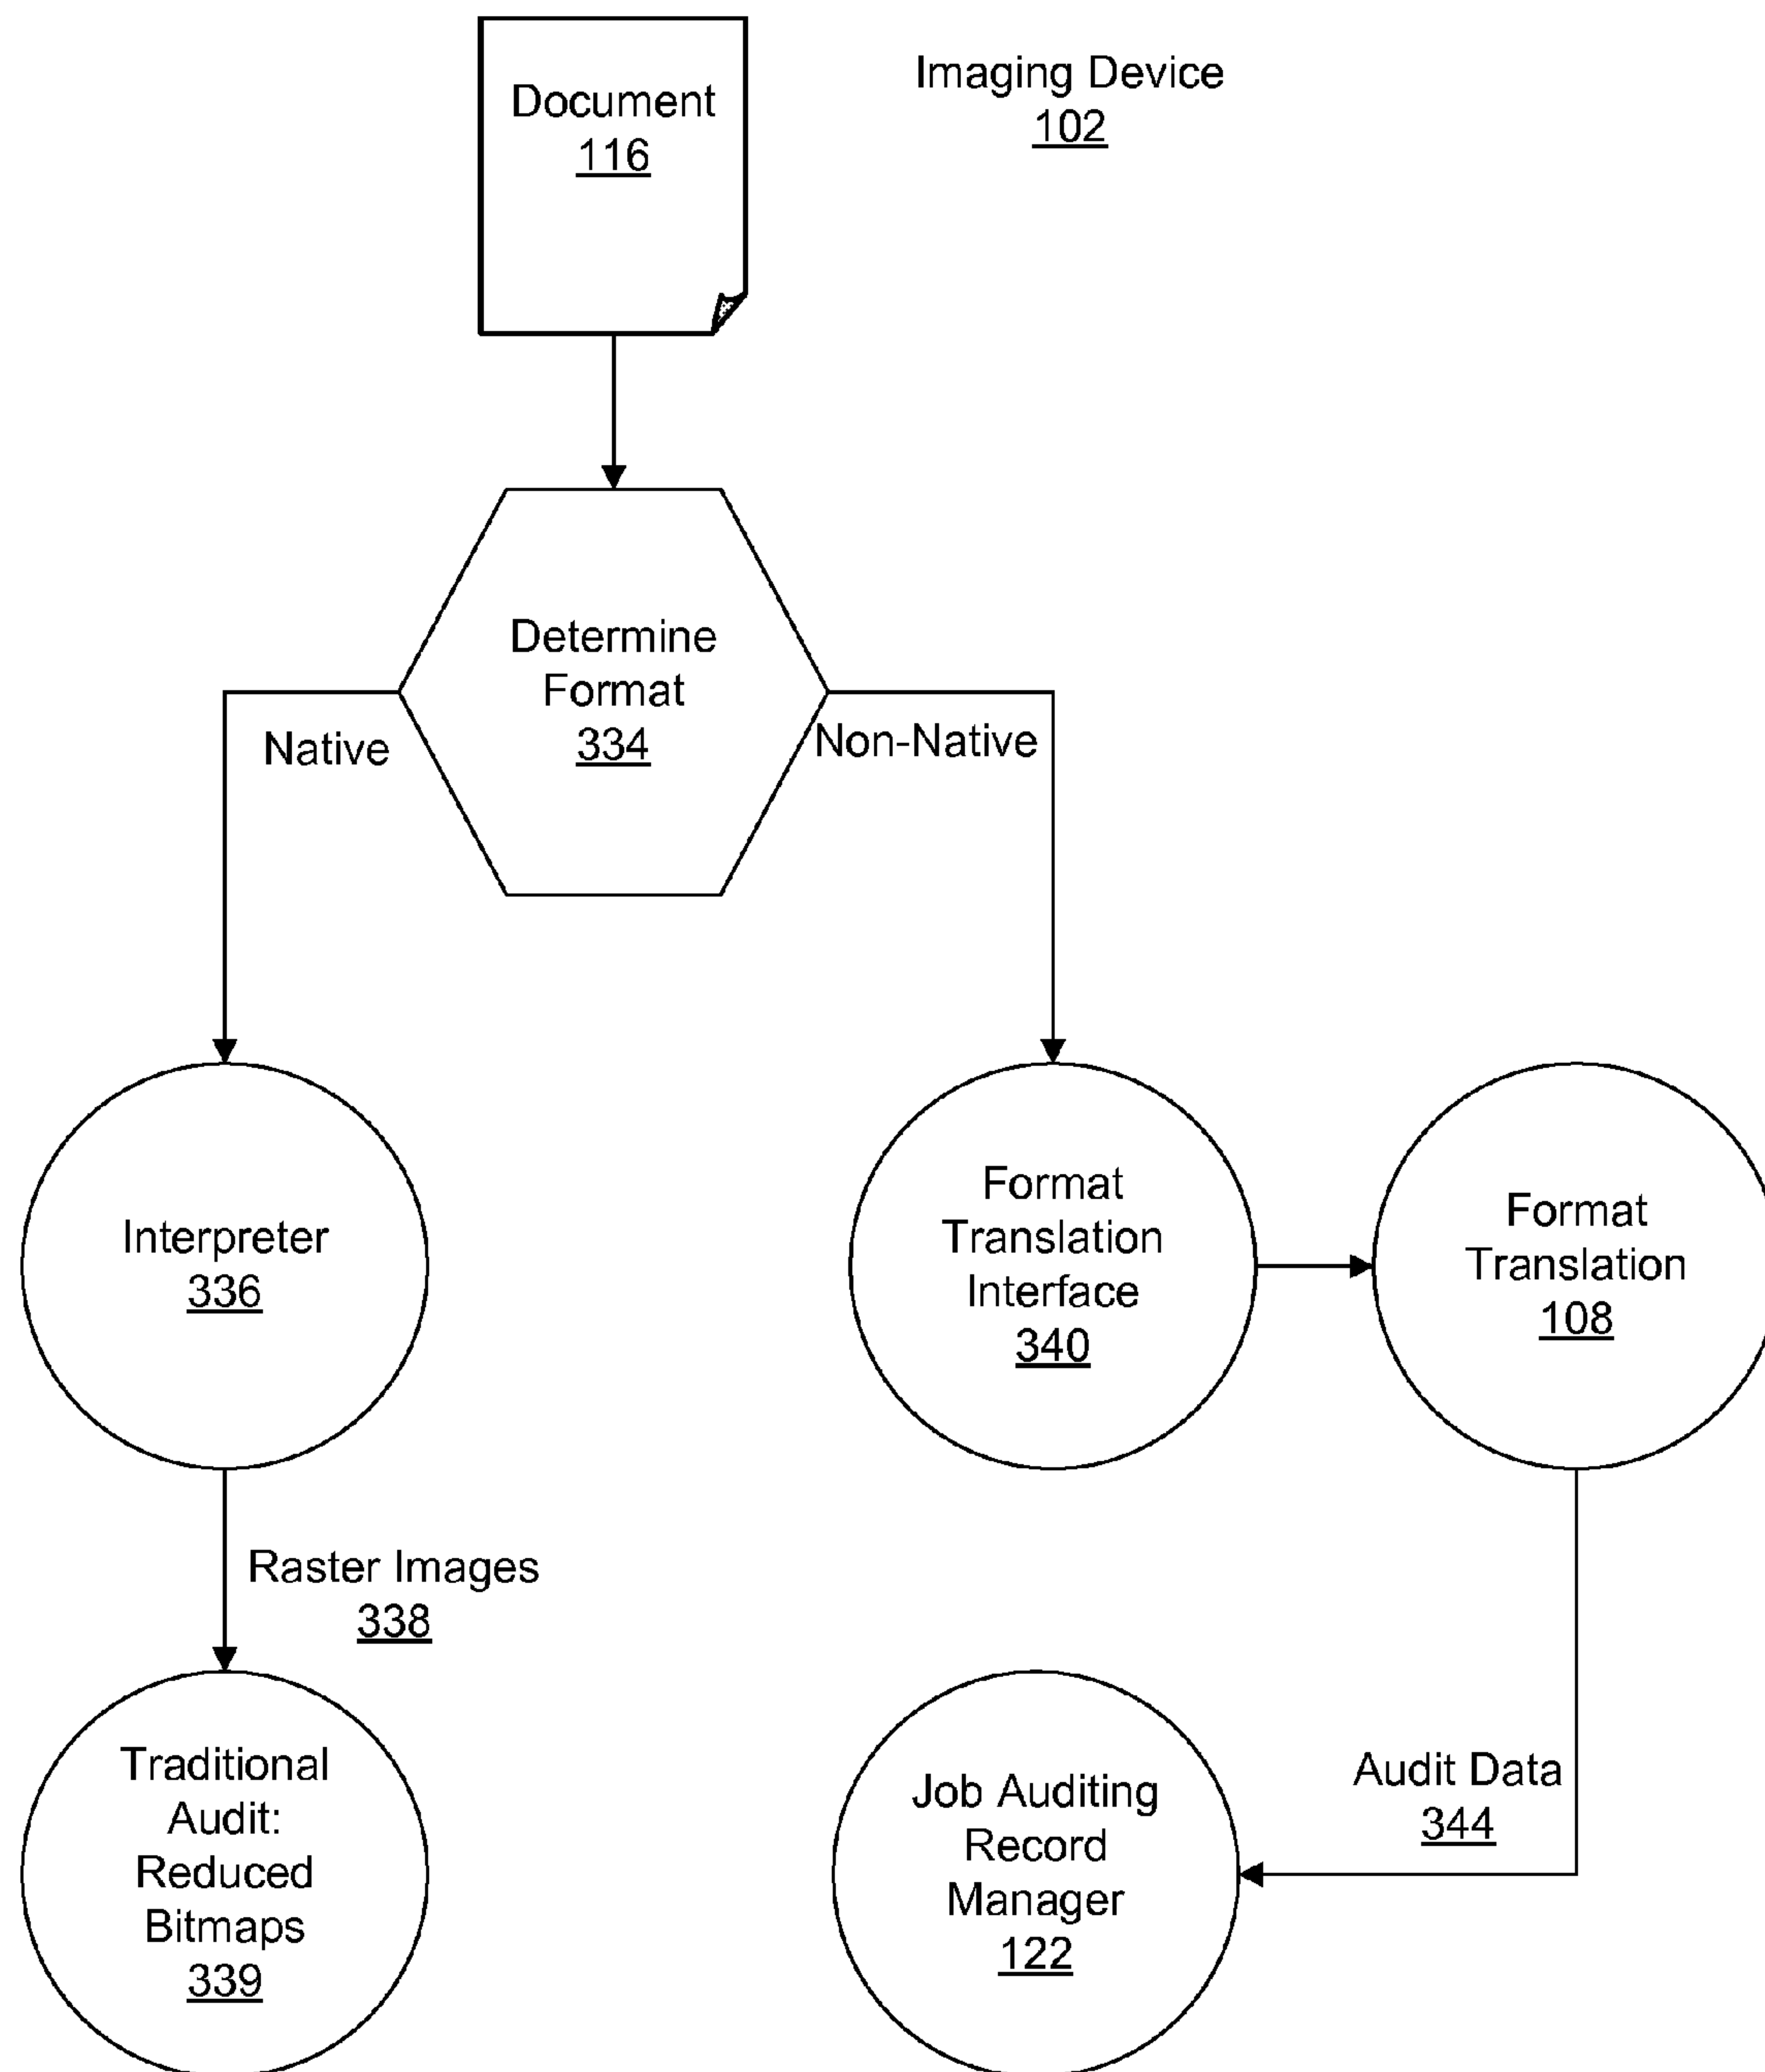 Document
116
Imaging Device
102
Determine
Format
334
Native
Non-Native
Interpreter
336
Format
Translation
Interface
340
Format
Translation
108
Raster Images
338
Traditional
Audit:
Reduced
Bitmaps
339
Job Auditing
Record
Manager
122
Audit Data
344